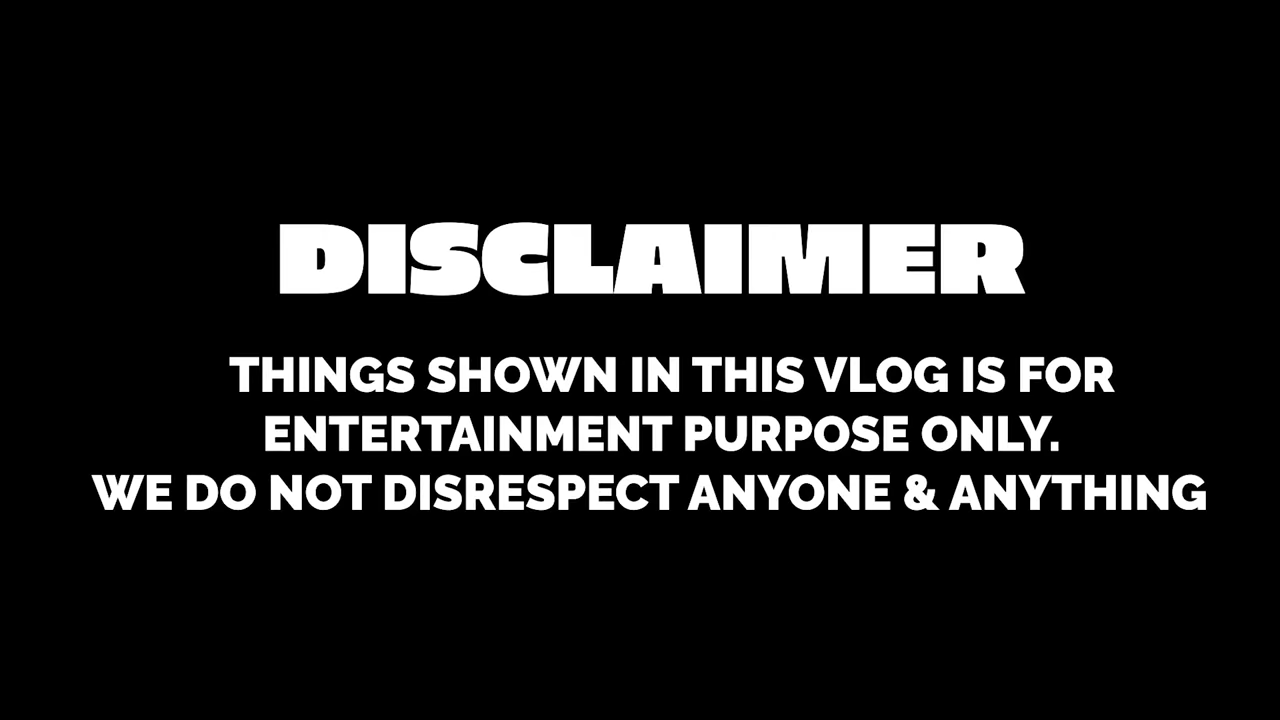 DISCLAIMER
THINGS SHOWN IN THIS VLOG IS FOR
ENTERTAINMENT PURPOSE ONLY.
WE DO NOT DISRESPECT ANYONE & ANYTHING